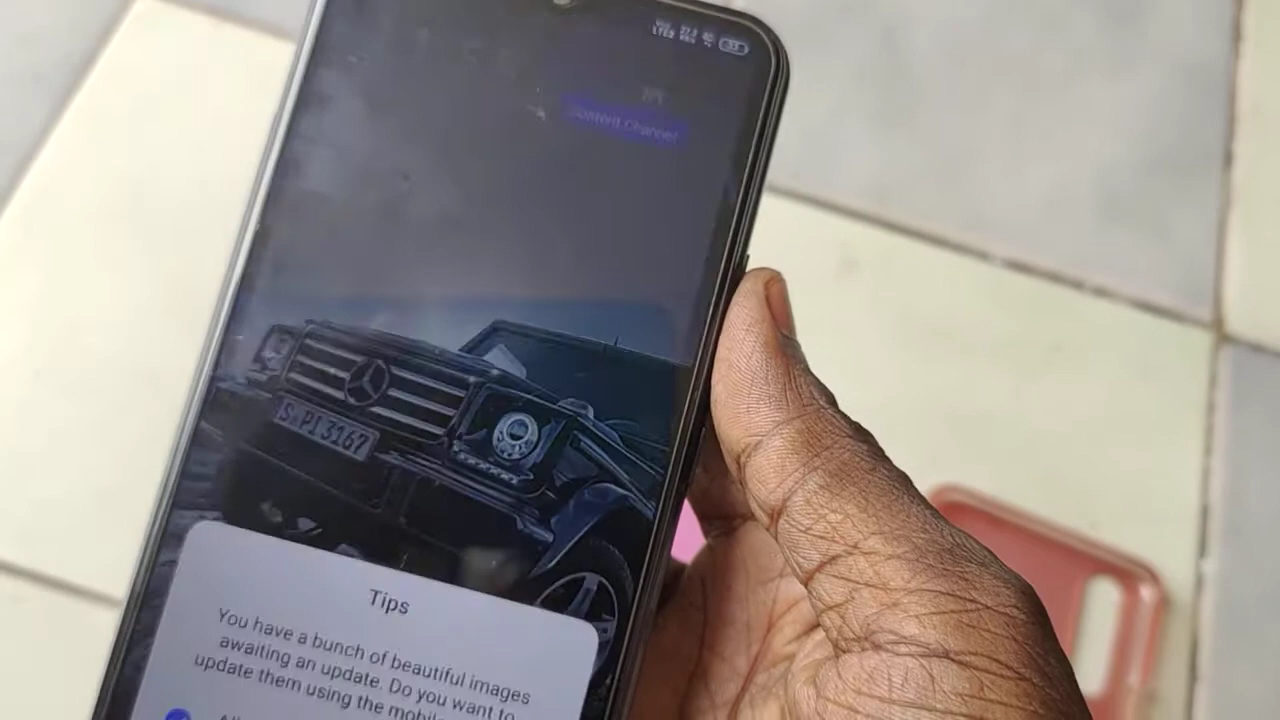 53
S·PI 3167
Tips
You have a bunch of beautiful images
awaiting an update. Do you want to
update them using the mobile